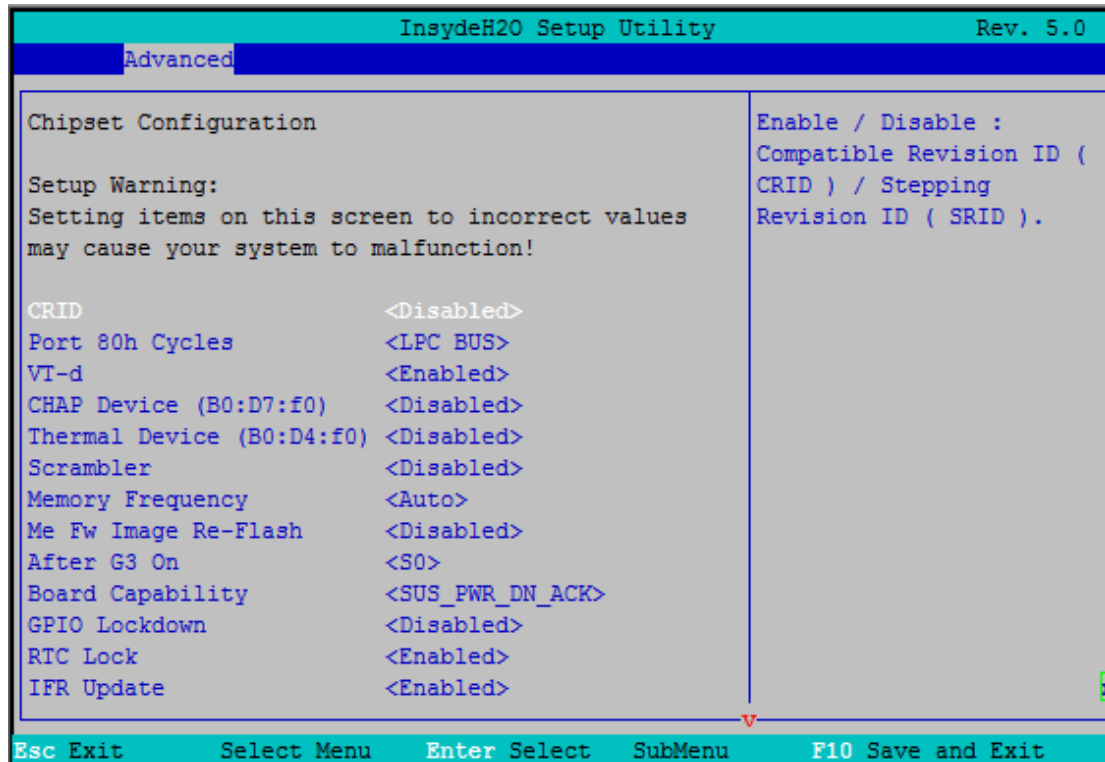 InsydeH2O Setup Utility Rev. 5.0
Advanced
Chipset Configuration
Setup Warning:
Setting items on this screen to incorrect values
may cause your system to malfunction!
CRID <Disabled>
Port 80h Cycles <LPC BUS>
VT-d <Enabled>
CHAP Device (B0:D7:f0) <Disabled>
Thermal Device (B0:D4:f0) <Disabled>
Scrambler <Disabled>
Memory Frequency <Auto>
Me Fw Image Re-Flash <Disabled>
After G3 On <S0>
Board Capability <SUS_PWR_DN_ACK>
GPIO Lockdown <Disabled>
RTC Lock <Enabled>
IFR Update <Enabled>
Enable / Disable :
Compatible Revision ID (
CRID ) / Stepping
Revision ID ( SRID ).
Esc Exit Select Menu Enter Select SubMenu F10 Save and Exit